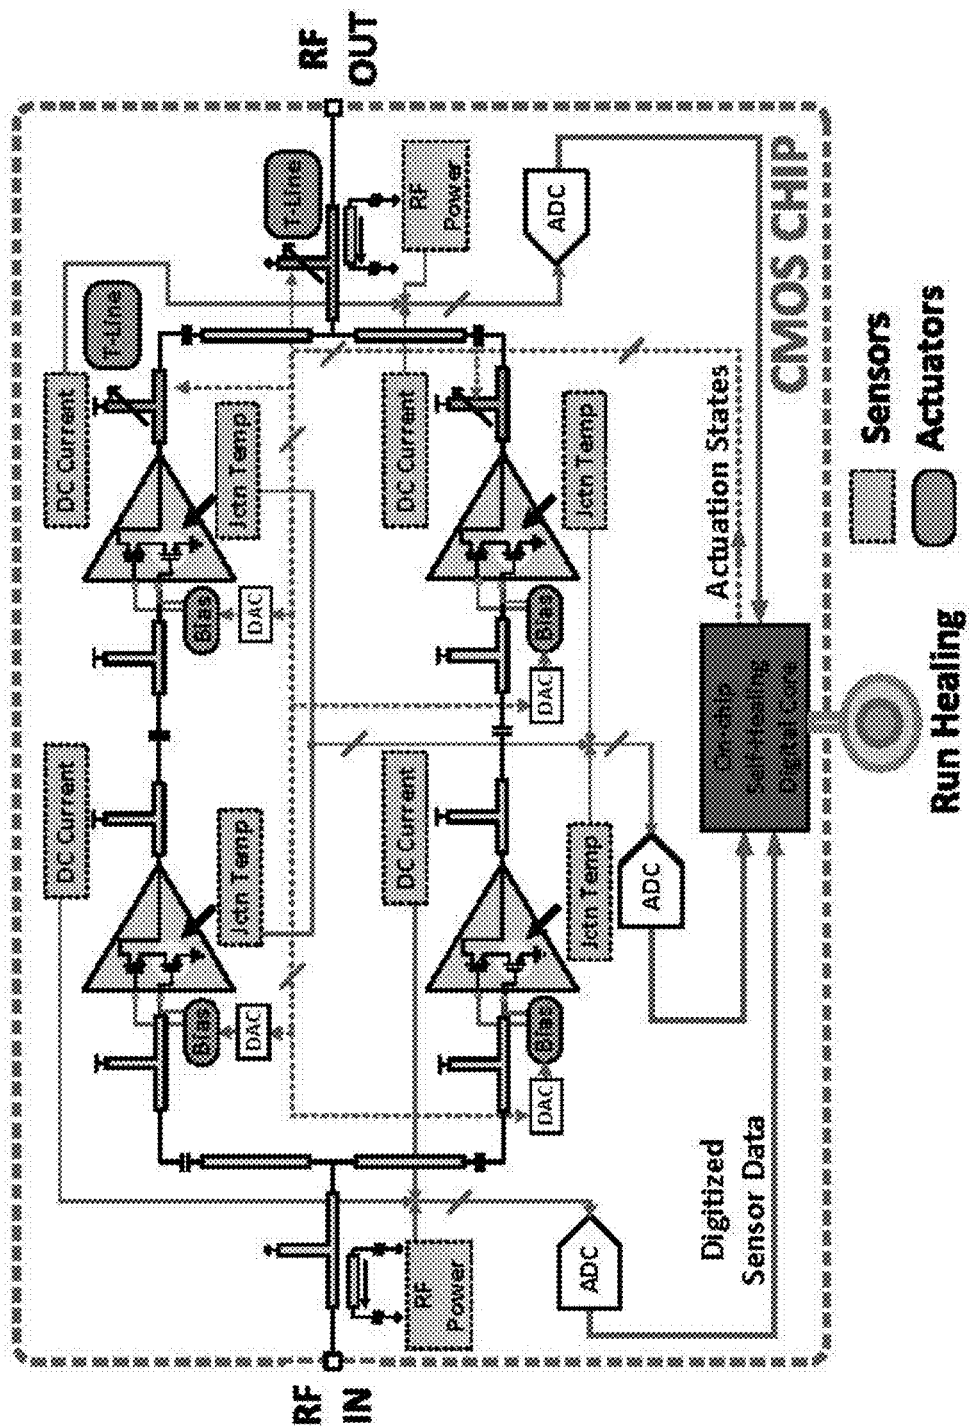 RF
IN
RF
OUT
DC Current
DC Current
T-Line
T-Line
Bias
Bias
DAC
DAC
Jctn Temp
Jctn Temp
RF
Power
DC Current
DC Current
RF
Power
DAC
Bias
DAC
Bias
Jctn Temp
Jctn Temp
ADC
ADC
ADC
Digitized
Sensor Data
On-chip
Self-Healing
Digital Core
Actuation States
CMOS CHIP
Run Healing
Sensors
Actuators